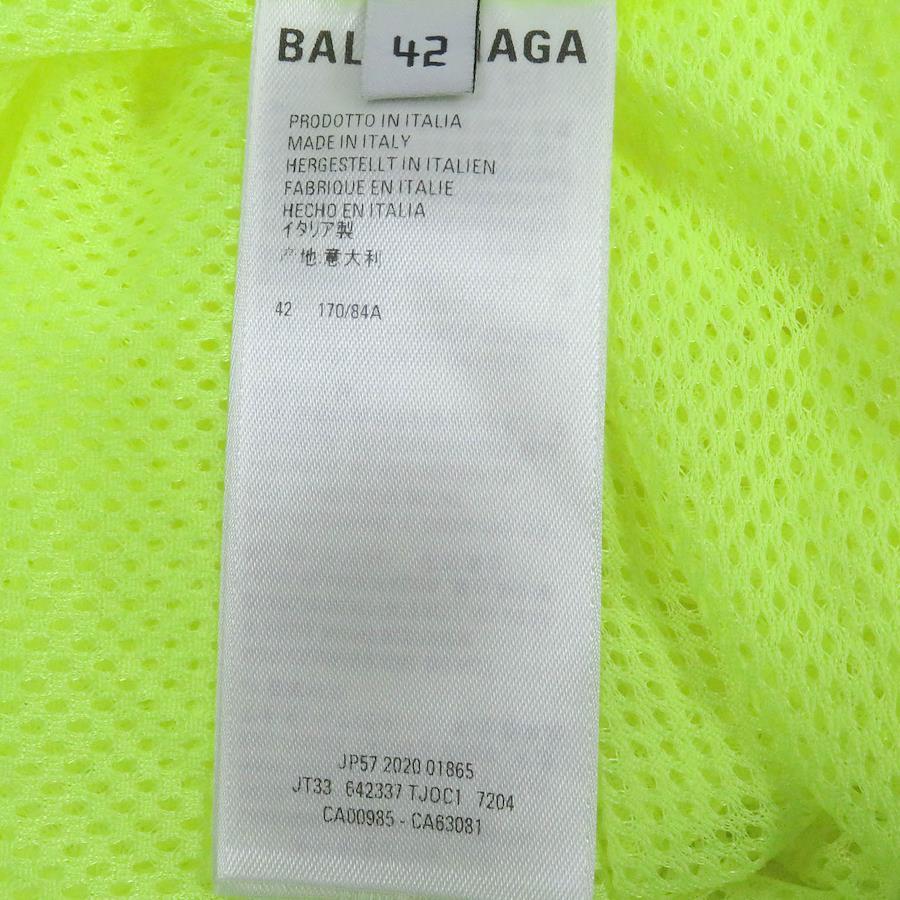 BAL 42 AGA
PRODOTTO IN ITALIA
MADE IN ITALY
HERGESTELLT IN ITALIEN
FABRIQUE EN ITALIE
HECHO EN ITALIA
イタリア製
产地:意大利
42 170/84A
JP57 2020 01865
JT33 642337 TJOC1 7204
CA00985 - CA63081